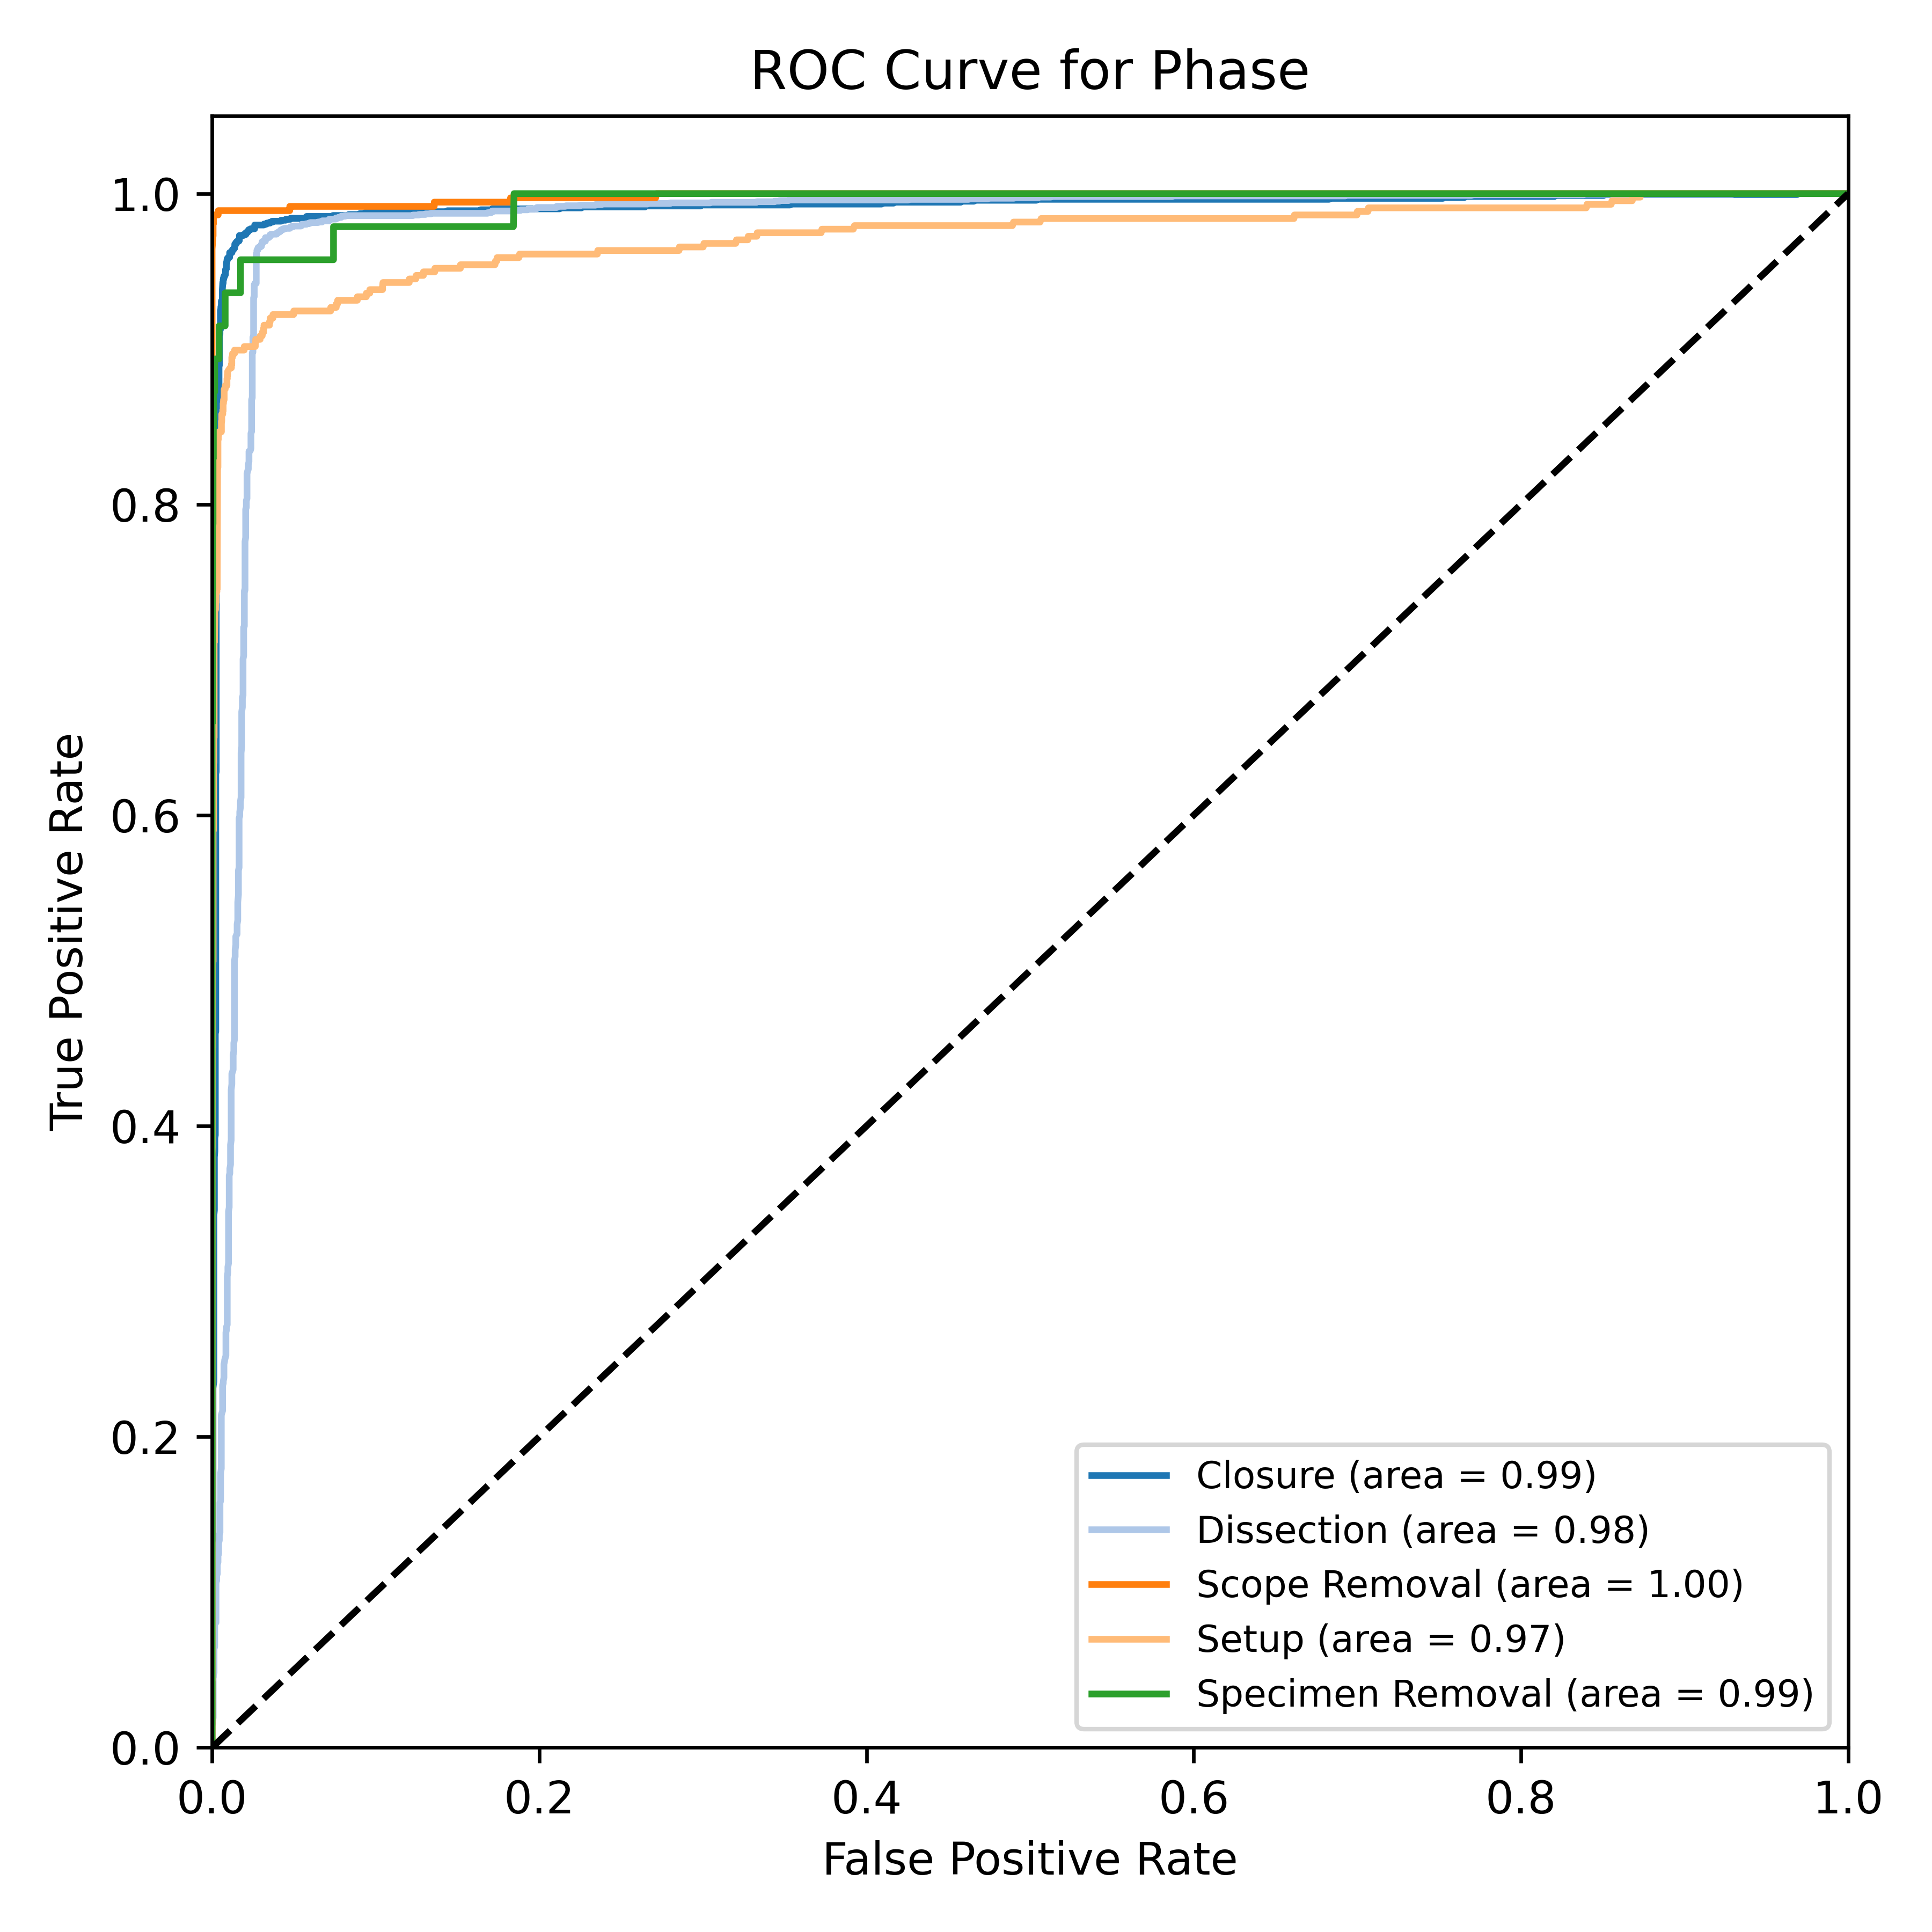 ROC Curve for Phase
1.0
0.8
0.6
0.4
0.2
0.0
True Positive Rate
0.0 0.2 0.4 0.6 0.8 1.0
False Positive Rate
Closure (area = 0.99)
Dissection (area = 0.98)
Scope Removal (area = 1.00)
Setup (area = 0.97)
Specimen Removal (area = 0.99)